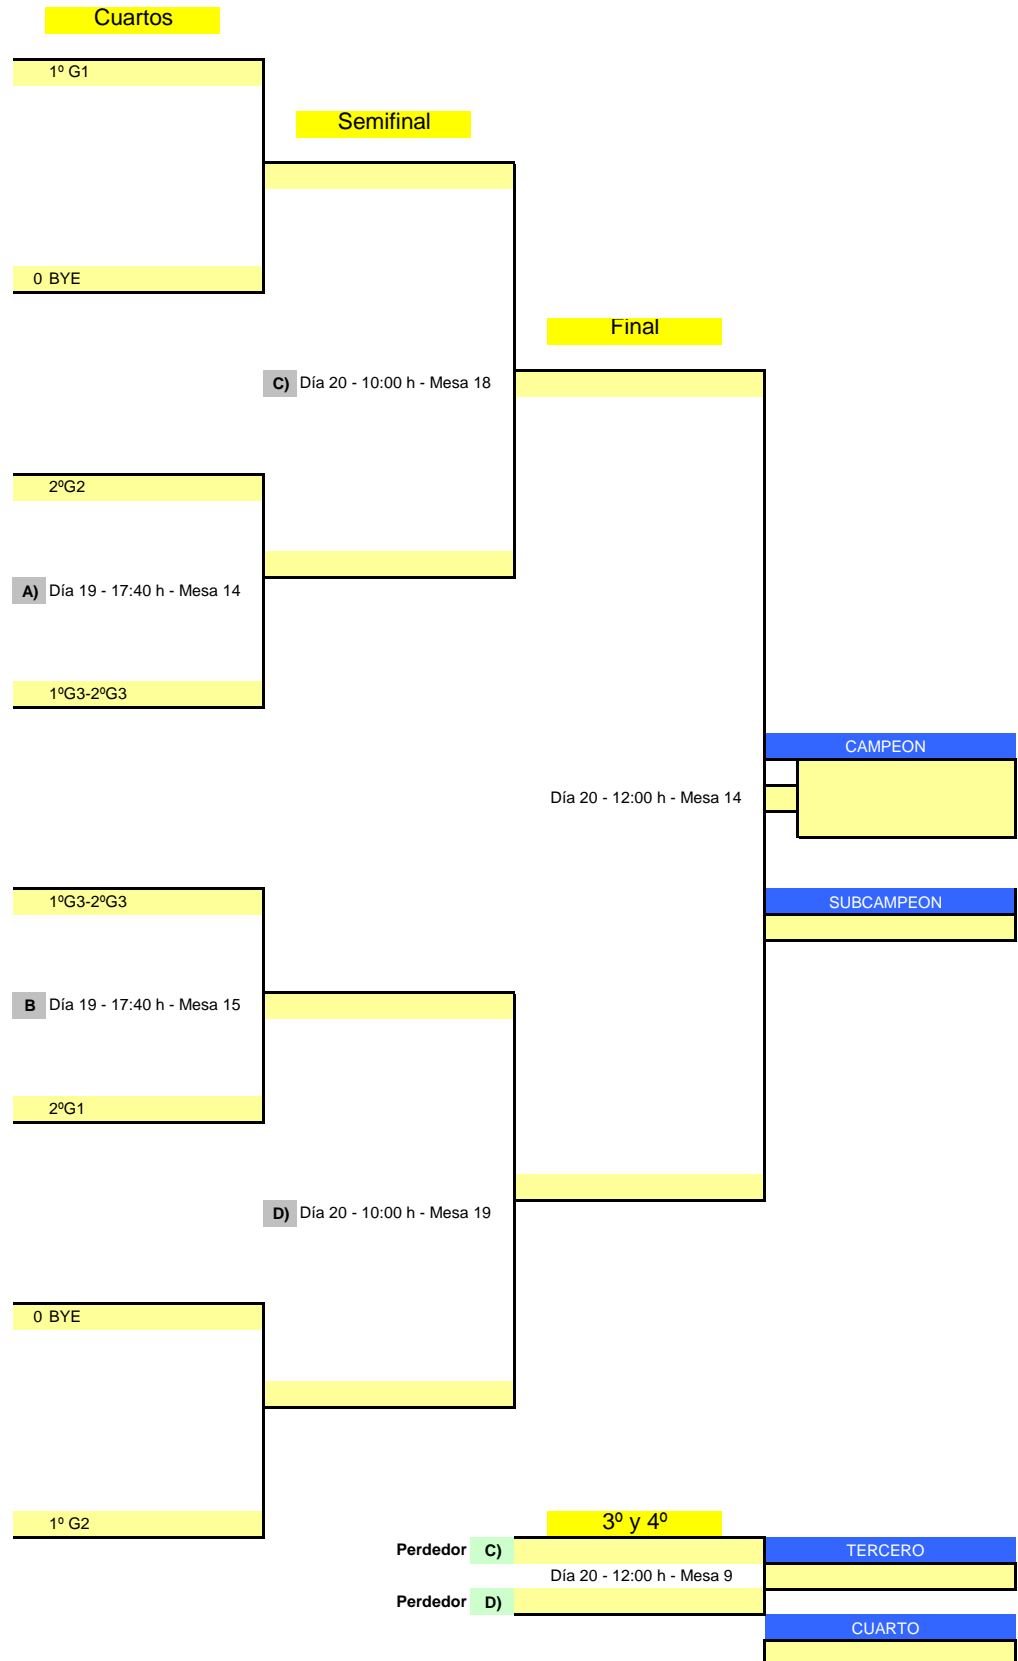 Cuartos
1º G1
Semifinal
0 BYE
Final
C) Día 20 - 10:00 h - Mesa 18
2ºG2
A) Día 19 - 17:40 h - Mesa 14
1ºG3-2ºG3
CAMPEON
Día 20 - 12:00 h - Mesa 14
1ºG3-2ºG3
SUBCAMPEON
B Día 19 - 17:40 h - Mesa 15
2ºG1
D) Día 20 - 10:00 h - Mesa 19
0 BYE
1º G2
3º y 4º
Perdedor C)
TERCERO
Día 20 - 12:00 h - Mesa 9
Perdedor D)
CUARTO